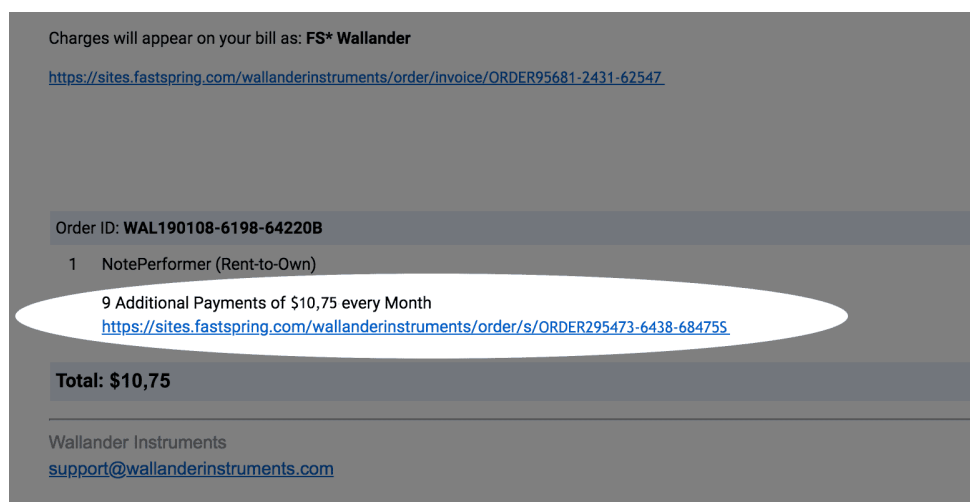 Charges will appear on your bill as: FS* Wallander
https://sites.fastspring.com/wallanderinstruments/order/invoice/ORDER95681-2431-62547
Order ID: WAL190108-6198-64220B
1 NotePerformer (Rent-to-Own)
9 Additional Payments of $10,75 every Month
https://sites.fastspring.com/wallanderinstruments/order/s/ORDER295473-6438-68475S
Total: $10,75
Wallander Instruments
support@wallanderinstruments.com